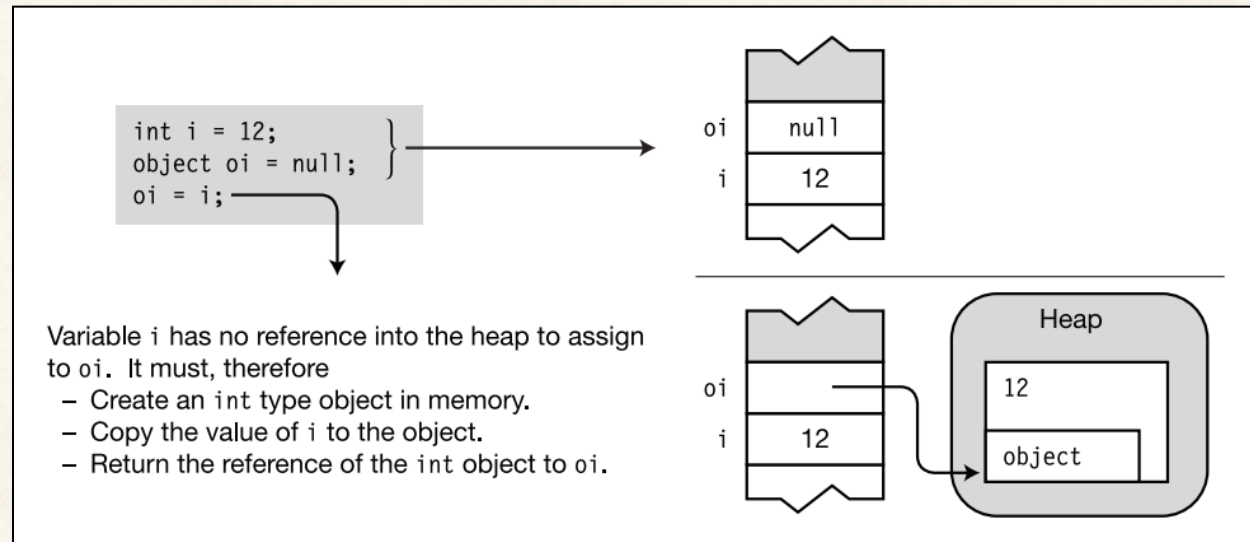 int i = 12;
object oi = null;
oi = i;
oi null
i 12
Variable i has no reference into the heap to assign
to oi. It must, therefore
– Create an int type object in memory.
– Copy the value of i to the object.
– Return the reference of the int object to oi.
Heap
oi
12
i 12
object